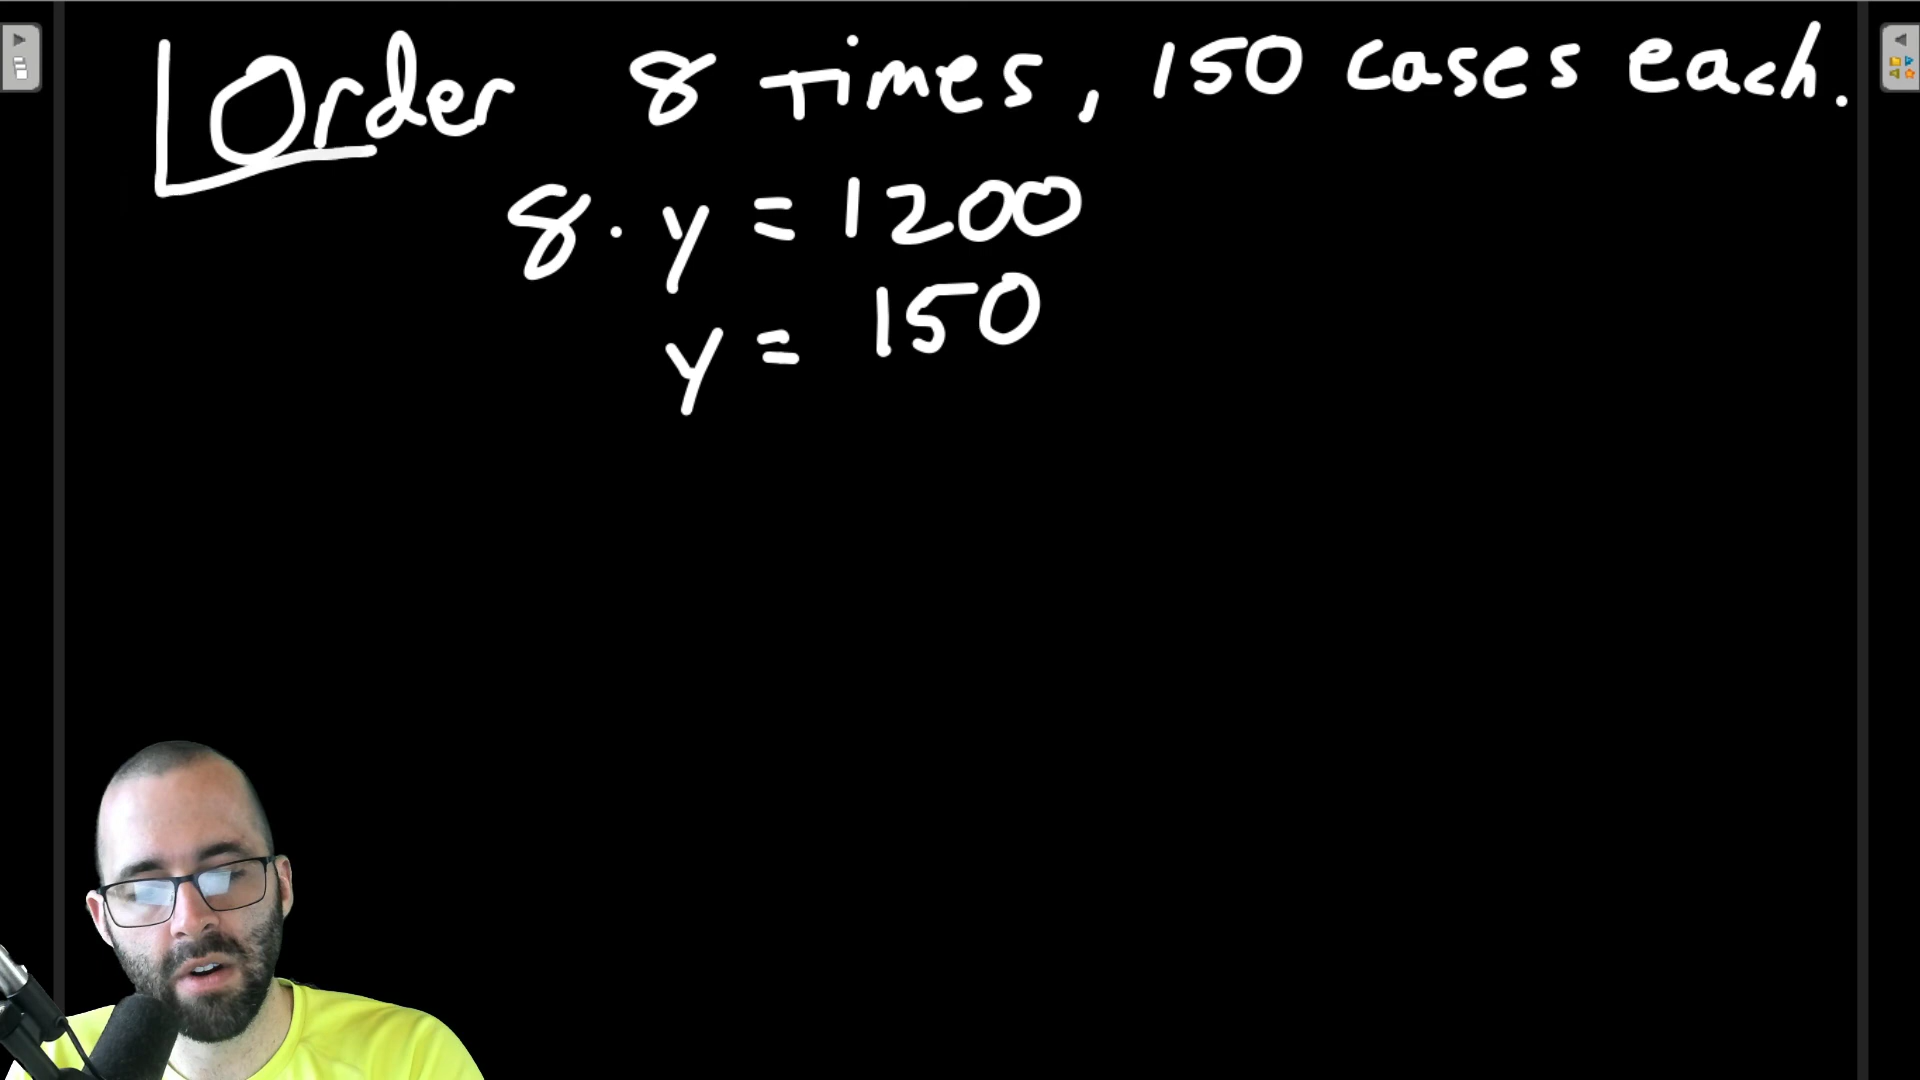 Order 8 times, 150 cases each.
8 · y = 1200
y = 150